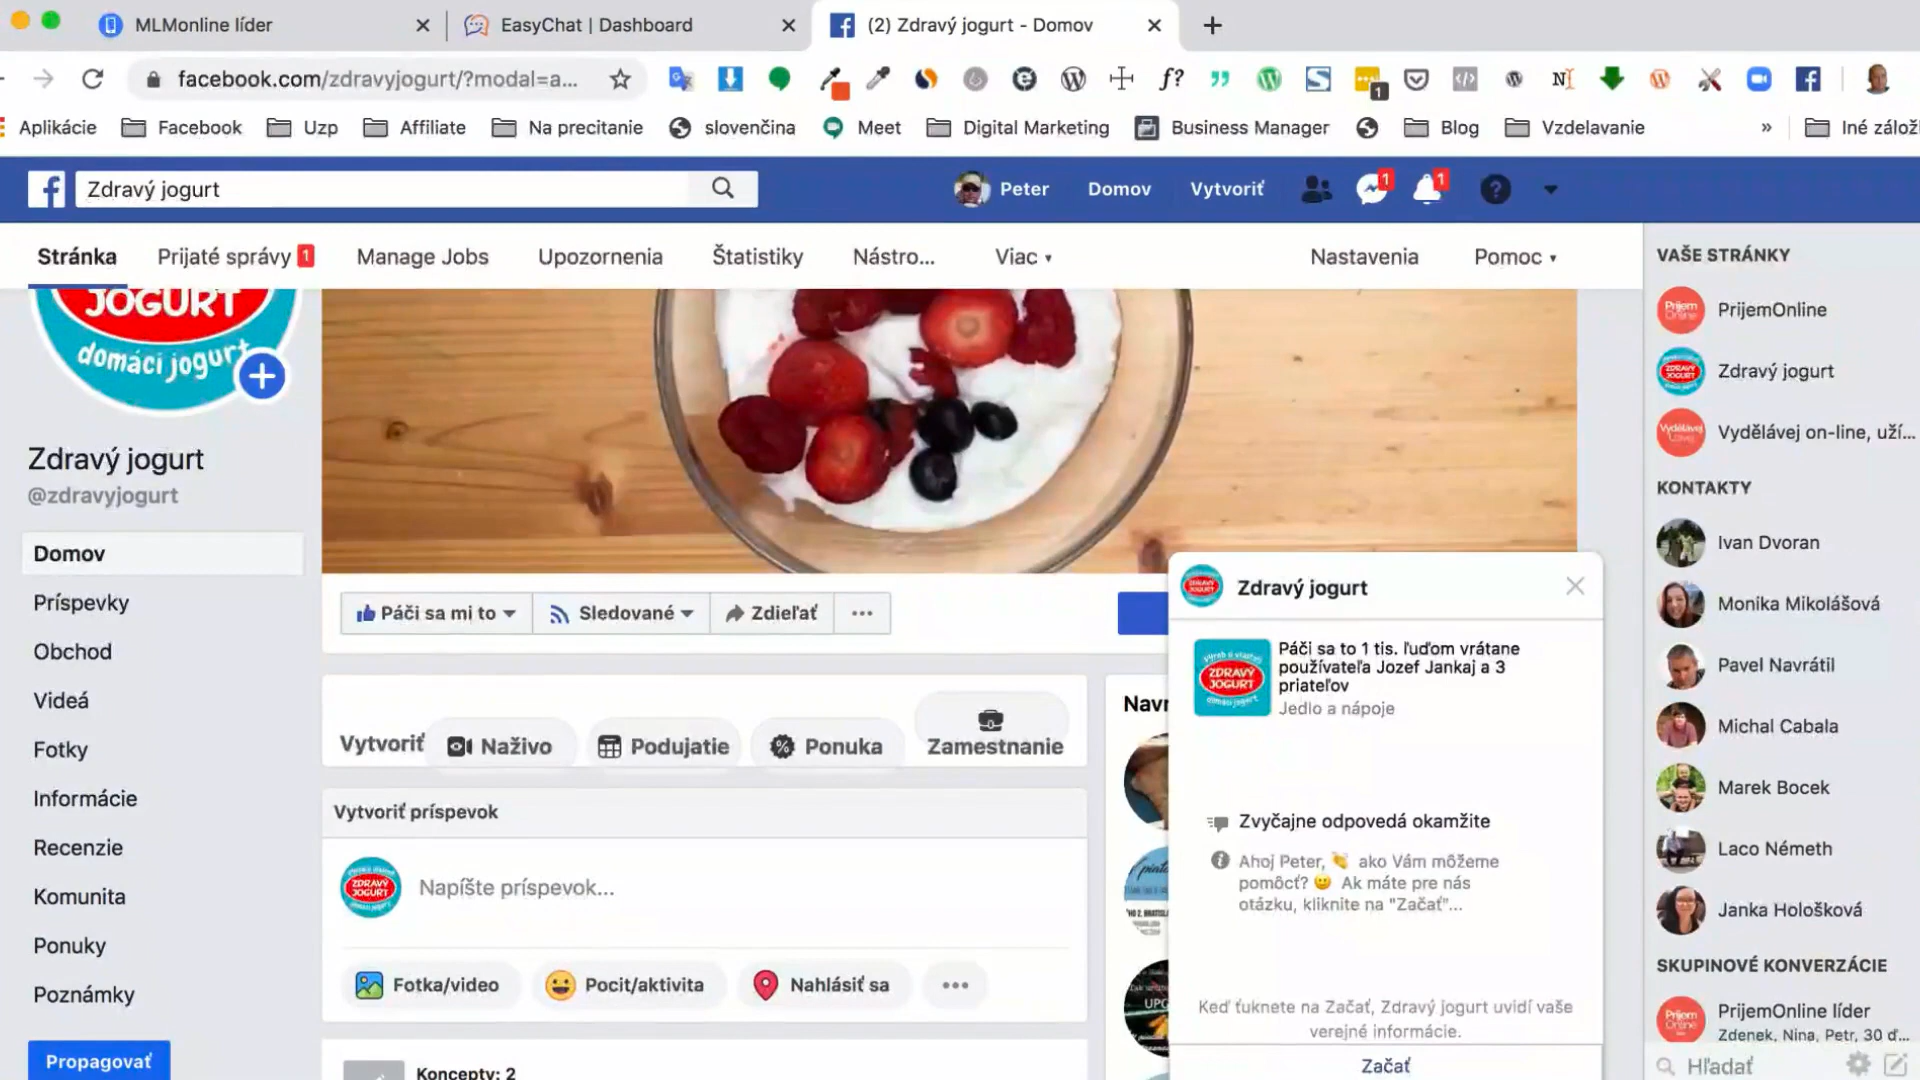 MLMonline líder
EasyChat | Dashboard
(2) Zdravý jogurt - Domov
facebook.com/zdravyjogurt/?modal=a...
Aplikácie
Facebook
Uzp
Affiliate
Na precitanie
slovenčina
Meet
Digital Marketing
Business Manager
Blog
Vzdelavanie
»
Iné zálož
Zdravý jogurt
Peter
Domov
Vytvoriť
1
1
Stránka
Prijaté správy 1
Manage Jobs
Upozornenia
Štatistiky
Nástro...
Viac
Nastavenia
Pomoc
JOGURT
domáci jogurt
Zdravý jogurt
@zdravyjogurt
Domov
Príspevky
Obchod
Videá
Fotky
Informácie
Recenzie
Komunita
Ponuky
Poznámky
Propagovať
Páči sa mi to
Sledované
Zdieľať
Vytvoriť
Naživo
Podujatie
Ponuka
Zamestnanie
Vytvoriť príspevok
ZDRAVÝ
JOGURT
Napíšte príspevok...
Fotka/video
Pocit/aktivita
Nahlásiť sa
Koncepty: 2
Navr
Zdravý jogurt
ZDRAVÝ
JOGURT
Páči sa to 1 tis. ľuďom vrátane
používateľa Jozef Jankaj a 3
priateľov
Jedlo a nápoje
Zvyčajne odpovedá okamžite
Ahoj Peter, 👏 ako Vám môžeme
pomôcť? 😀 Ak máte pre nás
otázku, kliknite na "Začať"...
Keď ťuknete na Začať, Zdravý jogurt uvidí vaše
verejné informácie.
Začať
VAŠE STRÁNKY
PrijemOnline
Zdravý jogurt
Vydělávej on-line, uží...
KONTAKTY
Ivan Dvoran
Monika Mikolášová
Pavel Navrátil
Michal Cabala
Marek Bocek
Laco Németh
Janka Hološková
SKUPINOVÉ KONVERZÁCIE
PrijemOnline líder
Zdenek, Nina, Petr, 30 ď...
Hľadať